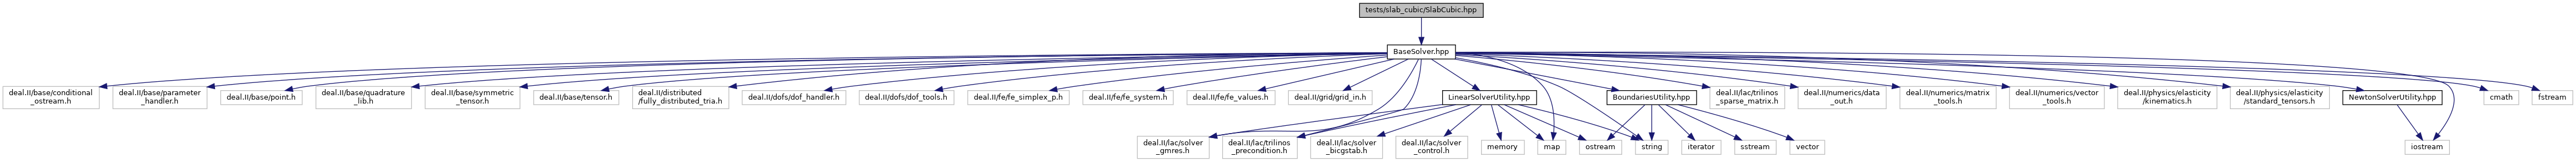 tests/slab_cubic/SlabCubic.hpp
BaseSolver.hpp
deal.II/base/conditional
_ostream.h
deal.II/base/parameter
_handler.h
deal.II/base/point.h
deal.II/base/quadrature
_lib.h
deal.II/base/symmetric
_tensor.h
deal.II/base/tensor.h
deal.II/distributed
/fully_distributed_tria.h
deal.II/dofs/dof_handler.h
deal.II/dofs/dof_tools.h
deal.II/fe/fe_simplex_p.h
deal.II/fe/fe_system.h
deal.II/fe/fe_values.h
deal.II/grid/grid_in.h
LinearSolverUtility.hpp
BoundariesUtility.hpp
deal.II/lac/trilinos
_sparse_matrix.h
deal.II/numerics/data
_out.h
deal.II/numerics/matrix
_tools.h
deal.II/numerics/vector
_tools.h
deal.II/physics/elasticity
/kinematics.h
deal.II/physics/elasticity
/standard_tensors.h
NewtonSolverUtility.hpp
cmath
fstream
deal.II/lac/solver
_gmres.h
deal.II/lac/trilinos
_precondition.h
deal.II/lac/solver
_bicgstab.h
deal.II/lac/solver
_control.h
memory
map
ostream
string
iterator
sstream
vector
iostream